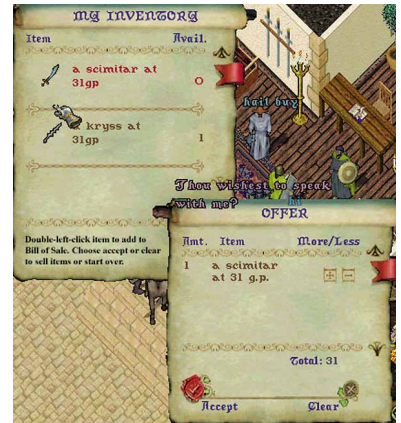 MY INVENTORY
Item Avail.
a scimitar at
31gp 0
a kryss at
31gp 1
Double-left-click item to add to
Bill of Sale. Choose accept or clear
to sell items or start over.
hail buy
Thou wishest to speak
with me?
OFFER
Amt. Item More/Less
1 a scimitar
at 31 g.p.
Total: 31
Accept Clear